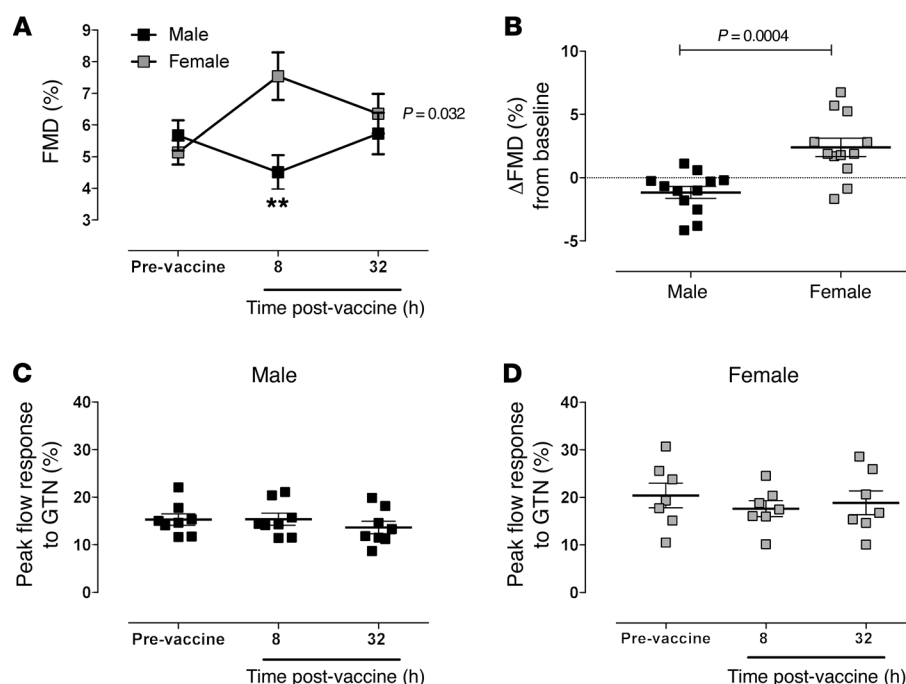 A
Male
Female
FMD (%)
9
8
7
6
5
4
3
P = 0.032
**
Pre-vaccine 8 32
Time post-vaccine (h)
B
P = 0.0004
ΔFMD (%)
from baseline
10
5
0
-5
Male Female
C
Male
Peak flow response
to GTN (%)
40
30
20
10
0
Pre-vaccine 8 32
Time post-vaccine (h)
D
Female
Peak flow response
to GTN (%)
40
30
20
10
0
Pre-vaccine 8 32
Time post-vaccine (h)